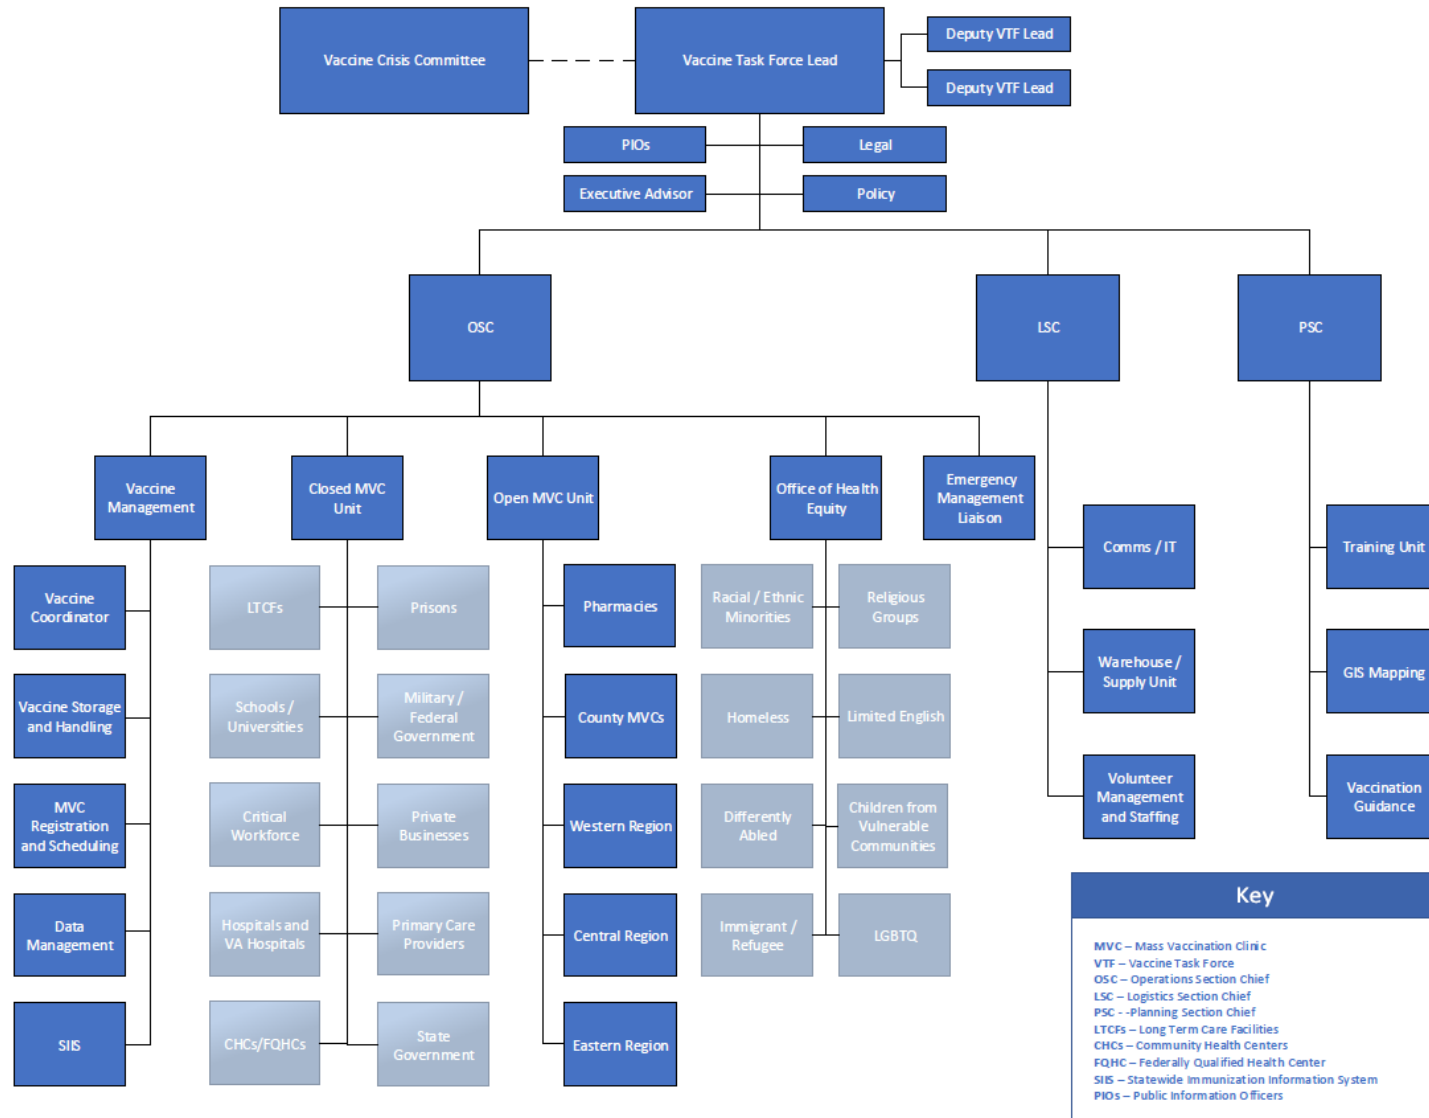 Vaccine Crisis Committee
Vaccine Task Force Lead
Deputy VTF Lead
Deputy VTF Lead
PIOs
Legal
Executive Advisor
Policy
OSC
LSC
PSC
Vaccine
Management
Closed MVC
Unit
Open MVC Unit
Office of Health
Equity
Emergency
Management
Liaison
Vaccine
Coordinator
Vaccine Storage
and Handling
MVC
Registration
and Scheduling
Data
Management
SIIS
LTCFs
Prisons
Schools /
Universities
Military /
Federal
Government
Critical
Workforce
Private
Businesses
Hospitals and
VA Hospitals
Primary Care
Providers
CHCs/FQHCs
State
Government
Pharmacies
County MVCs
Western Region
Central Region
Eastern Region
Racial / Ethnic
Minorities
Religious
Groups
Homeless
Limited English
Differently
Abled
Children from
Vulnerable
Communities
Immigrant /
Refugee
LGBTQ
Comms / IT
Warehouse /
Supply Unit
Volunteer
Management
and Staffing
Training Unit
GIS Mapping
Vaccination
Guidance
Key
MVC – Mass Vaccination Clinic
VTF – Vaccine Task Force
OSC – Operations Section Chief
LSC – Logistics Section Chief
PSC - -Planning Section Chief
LTCFs – Long Term Care Facilities
CHCs – Community Health Centers
FQHC – Federally Qualified Health Center
SIIS – Statewide Immunization Information System
PIOs – Public Information Officers